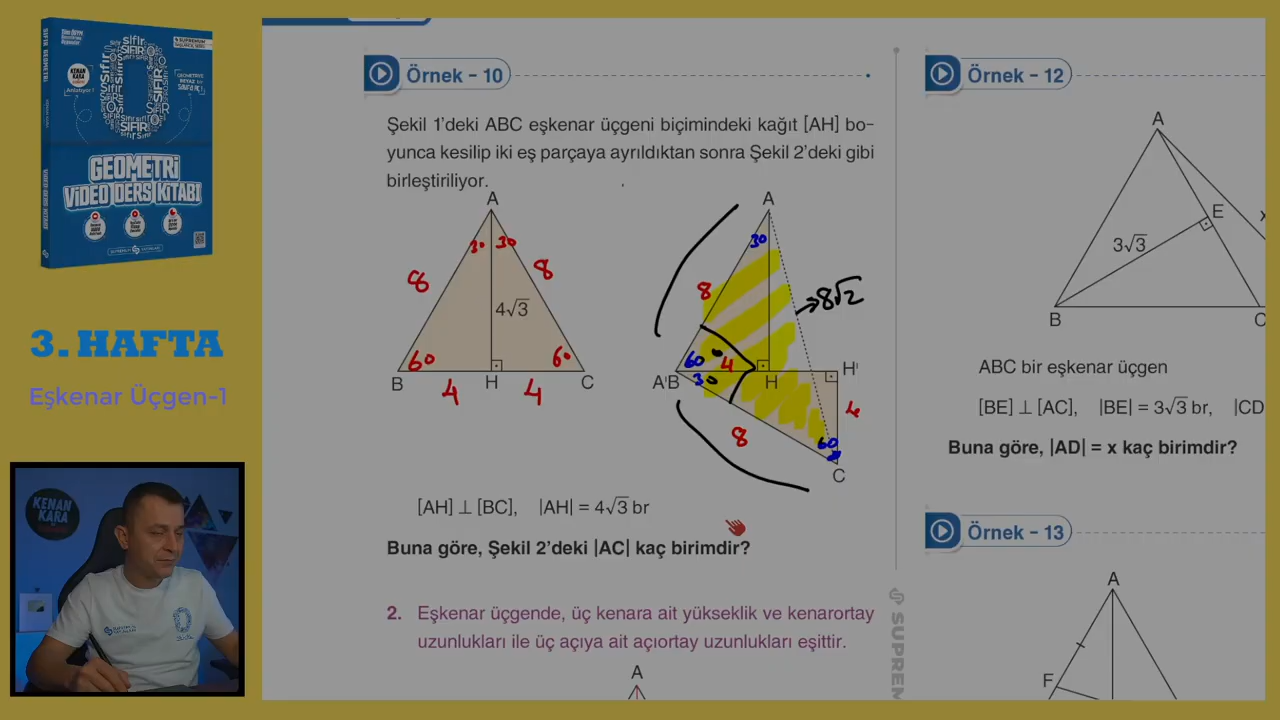 sıfır
SIFIR
GEOMETRİ
VİDEO DERS KİTABI
3. HAFTA
Eşkenar Üçgen-1
KENAN
KARA
Örnek - 10
Şekil 1'deki ABC eşkenar üçgeni biçimindeki kağıt [AH] bo-
yunca kesilip iki eş parçaya ayrıldıktan sonra Şekil 2'deki gibi
birleştiriliyor.
A
30 30
8 8
4√3
60 60
B H C
4 4
A
30
8
8√2
60 4
A'B 30 H H'
4
8
60
C
[AH] ⊥ [BC], |AH| = 4√3 br
Buna göre, Şekil 2'deki |AC| kaç birimdir?
2. Eşkenar üçgende, üç kenara ait yükseklik ve kenarortay
uzunlukları ile üç açıya ait açıortay uzunlukları eşittir.
A
SUPREM
Örnek - 12
A
E
x
3√3
B C
ABC bir eşkenar üçgen
[BE] ⊥ [AC], |BE| = 3√3 br, |CD
Buna göre, |AD| = x kaç birimdir?
Örnek - 13
A
F